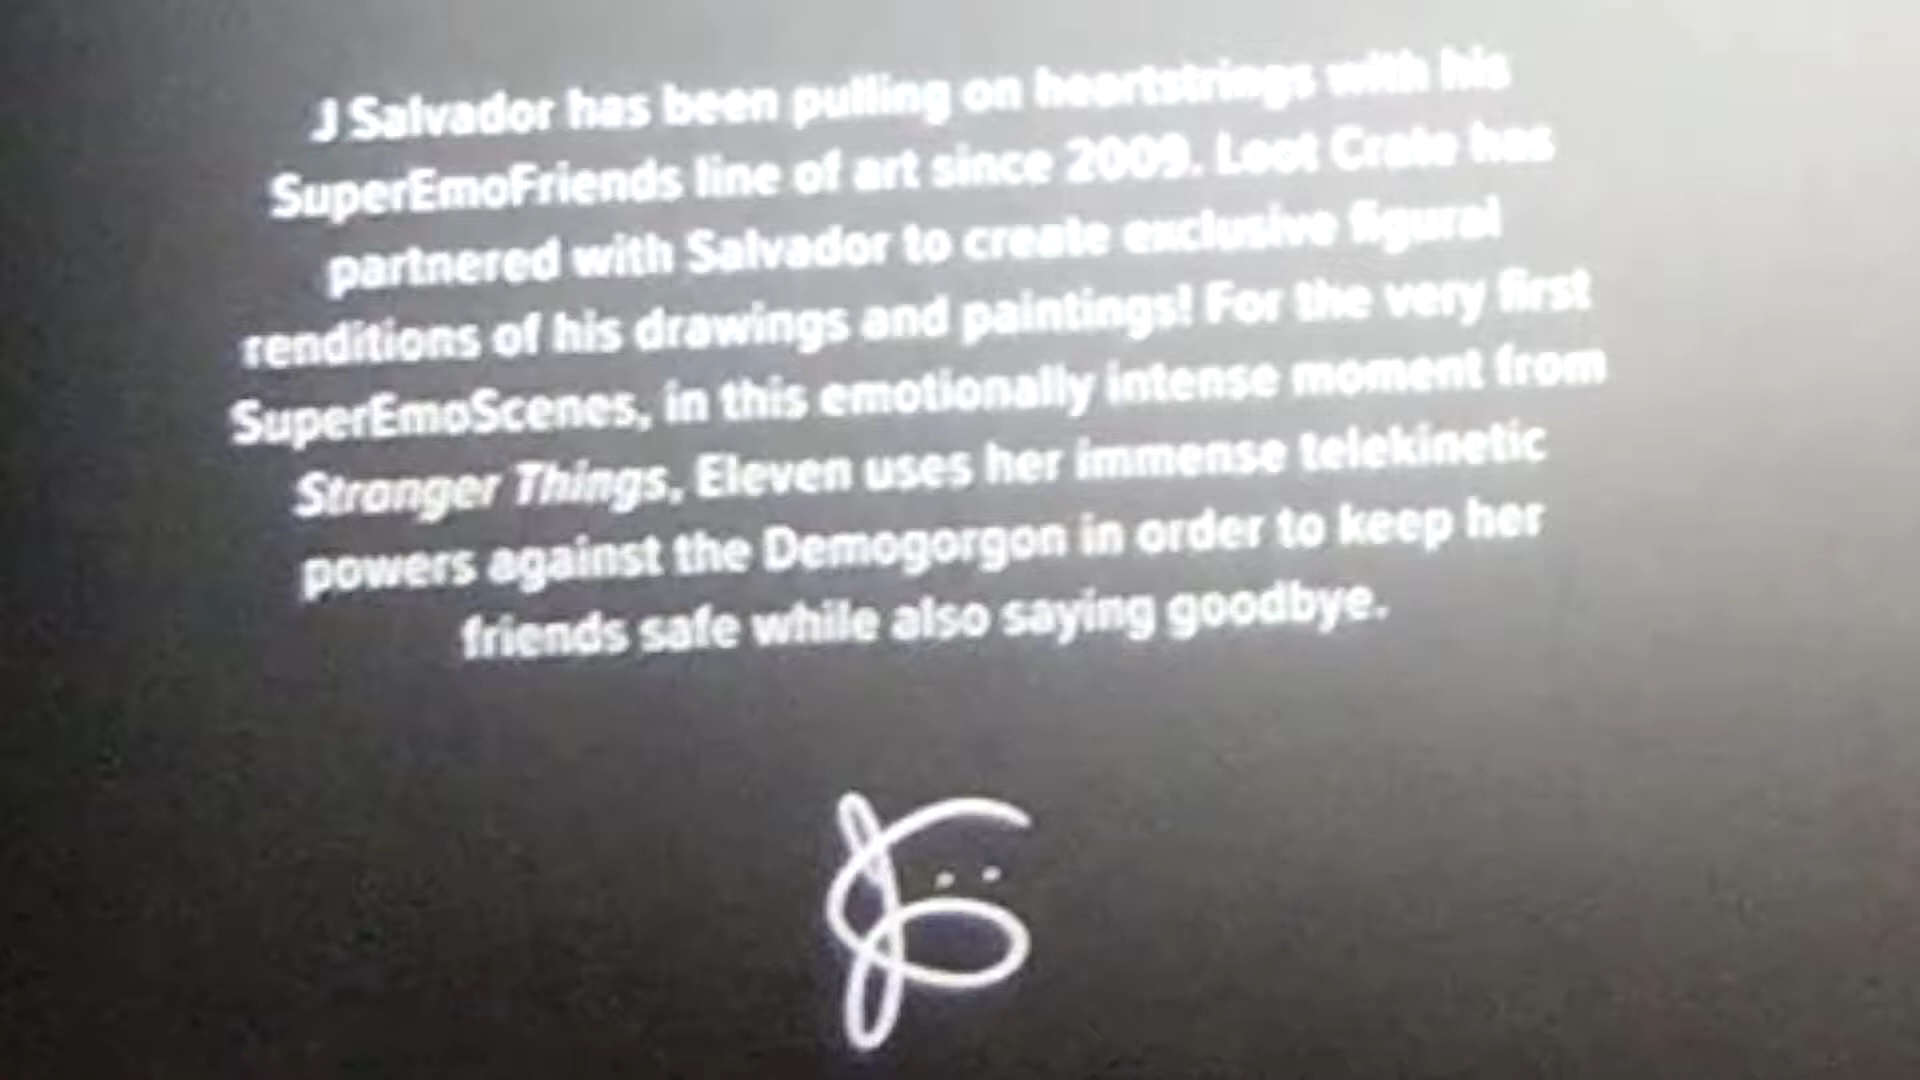 J Salvador has been pulling on heartstrings with his
SuperEmoFriends line of art since 2009. Loot Crate has
partnered with Salvador to create exclusive figural
renditions of his drawings and paintings! For the very first
SuperEmoScenes, in this emotionally intense moment from
Stranger Things, Eleven uses her immense telekinetic
powers against the Demogorgon in order to keep her
friends safe while also saying goodbye.